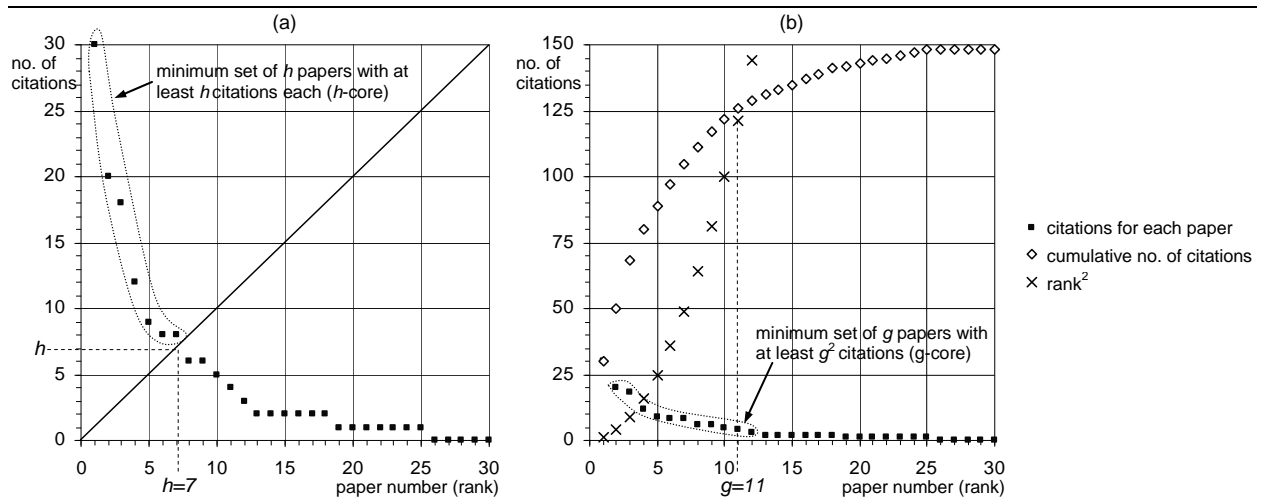 (a)
30
no. of
citations
25
20
15
10
h
5
0
minimum set of h papers with at
least h citations each (h-core)
0 5 10 15 20 25 30
h=7
paper number (rank)
(b)
150
no. of
citations
125
100
75
50
25
0
minimum set of g papers with
at least g² citations (g-core)
0 5 10 15 20 25 30
g=11
paper number (rank)
citations for each paper
cumulative no. of citations
rank²